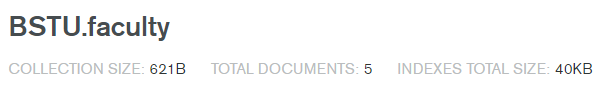 BSTU.faculty
COLLECTION SIZE: 621B TOTAL DOCUMENTS: 5 INDEXES TOTAL SIZE: 40KB